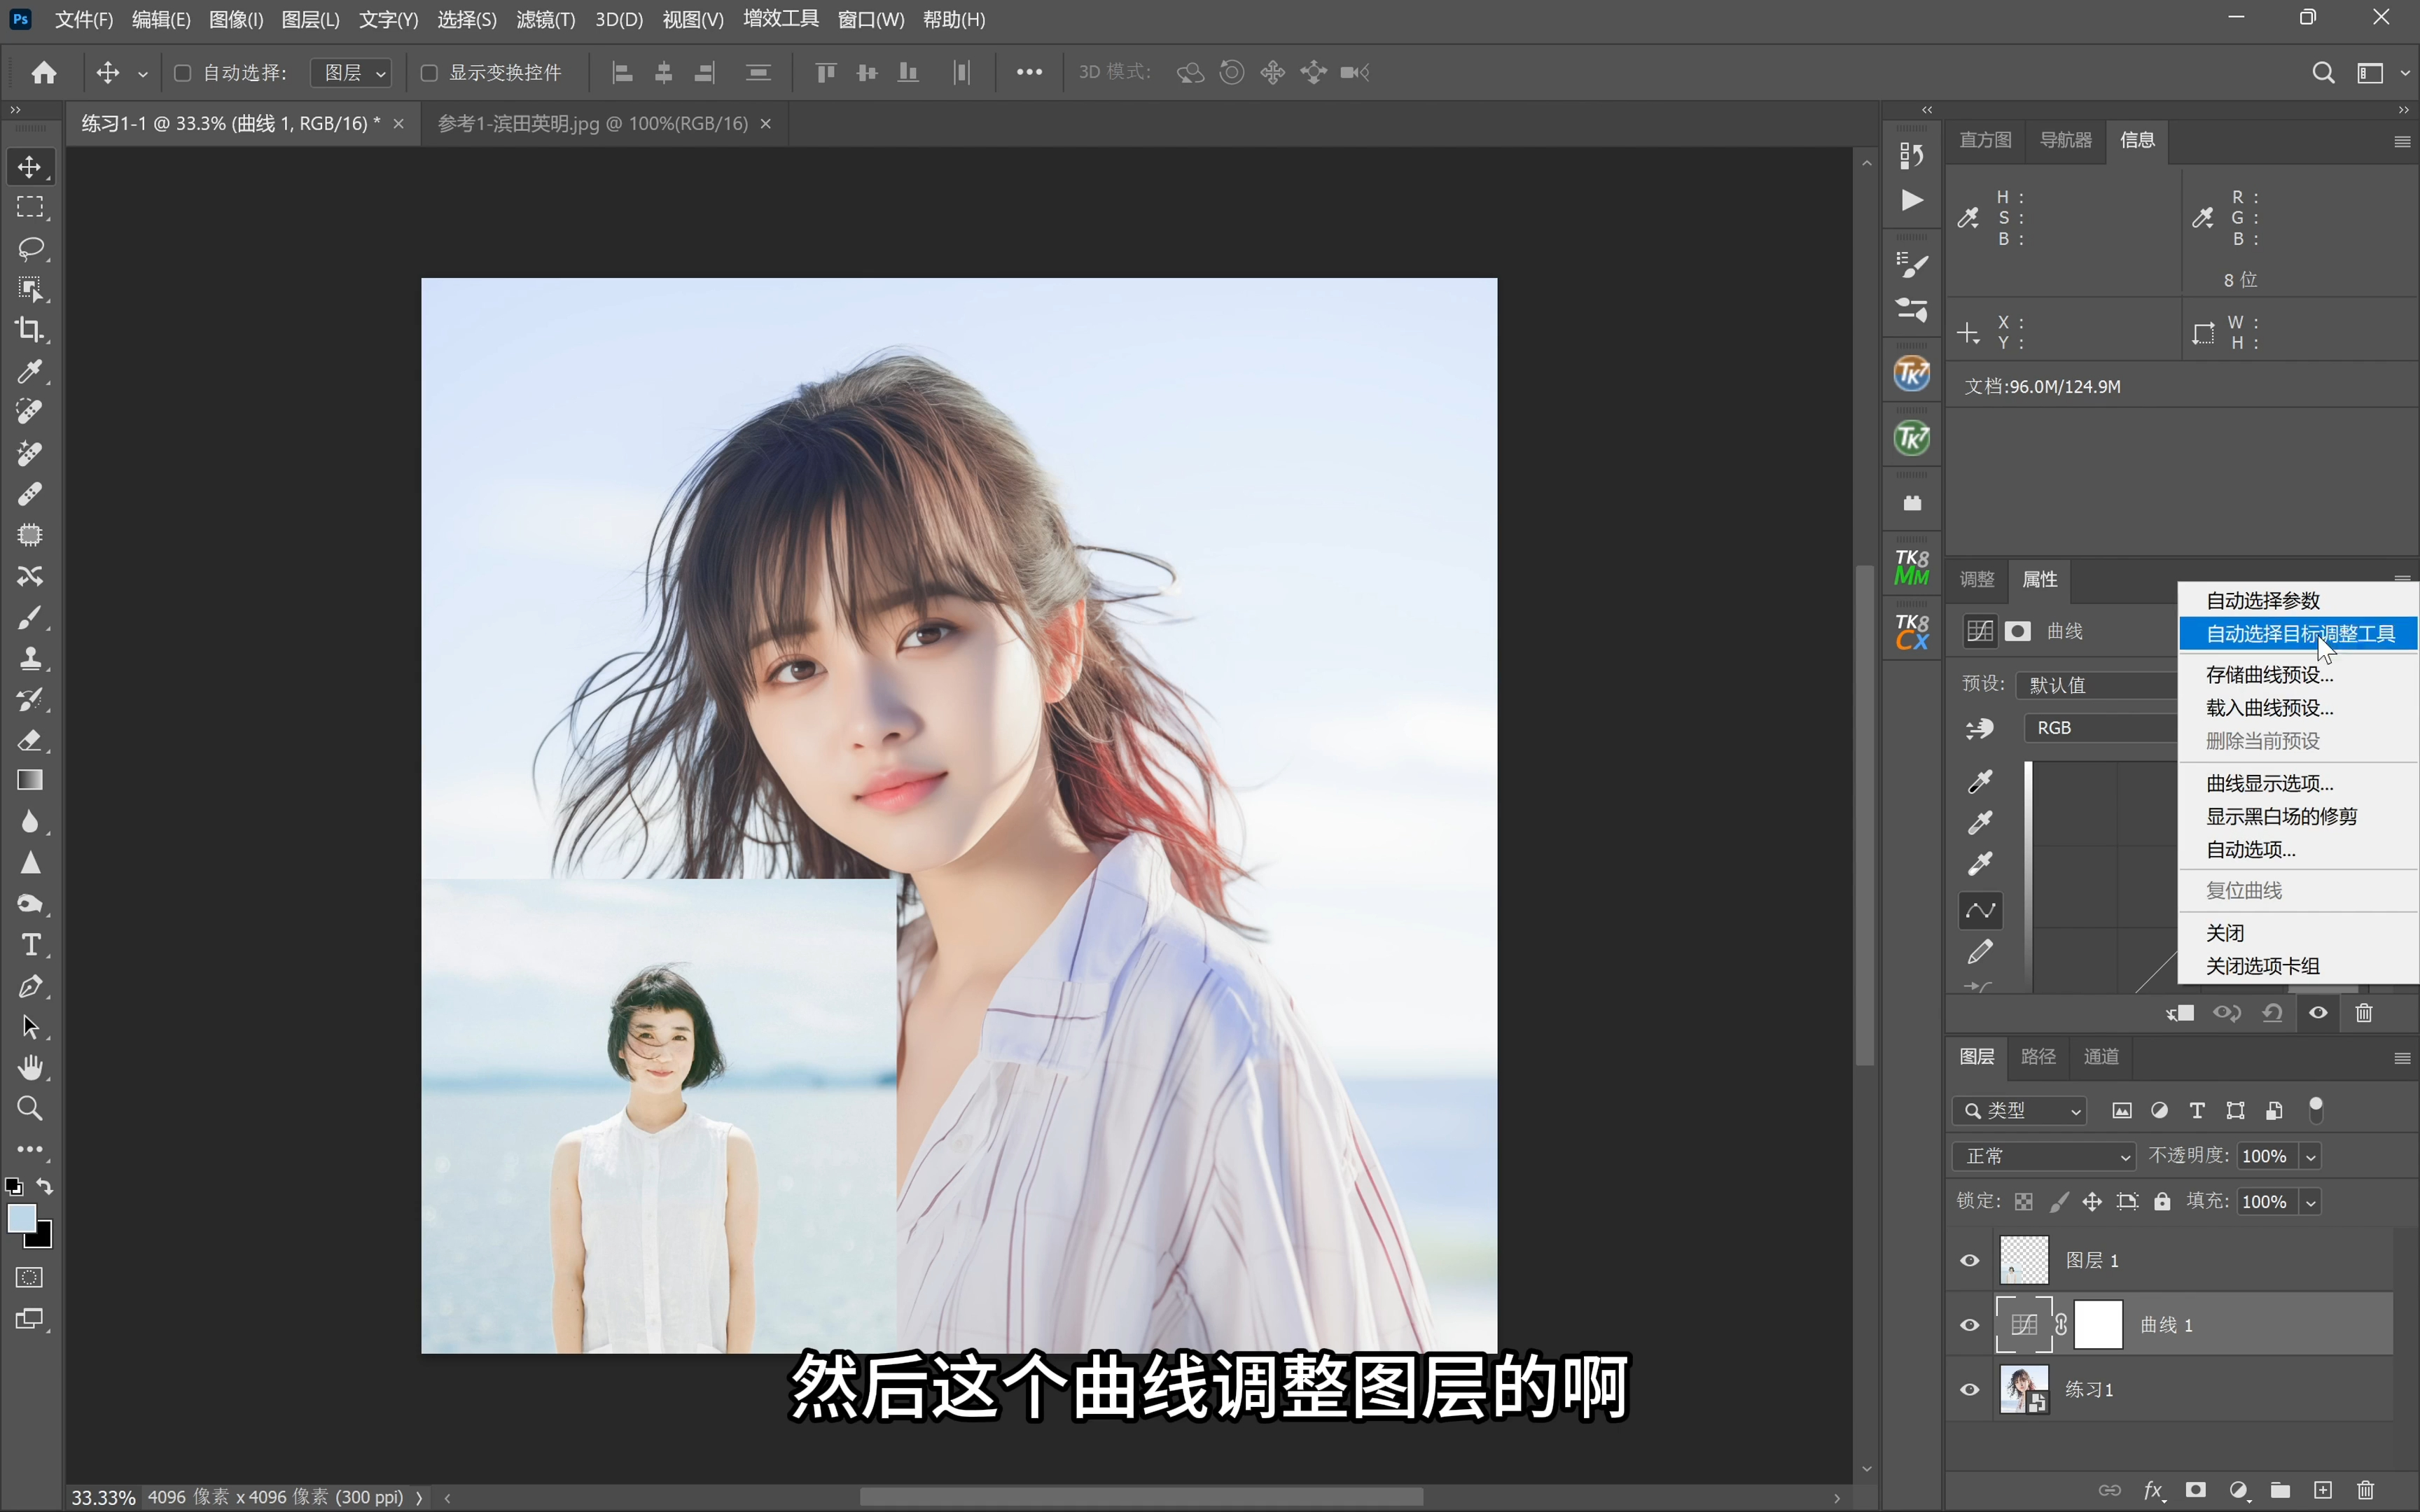 Ps 文件(F) 编辑(E) 图像(I) 图层(L) 文字(Y) 选择(S) 滤镜(T) 3D(D) 视图(V) 增效工具 窗口(W) 帮助(H)
自动选择: 图层 显示变换控件 3D 模式:
练习1-1 @ 33.3% (曲线 1, RGB/16) * × 参考1-滨田英明.jpg @ 100%(RGB/16) ×
直方图 导航器 信息
H : R :
S : G :
B : B :
8 位
X : W :
Y : H :
文档:96.0M/124.9M
TK7
TK7
TK8
MM
TK8
CX
调整 属性
曲线
预设: 默认值
RGB
自动选择参数
自动选择目标调整工具
存储曲线预设...
载入曲线预设...
删除当前预设
曲线显示选项...
显示黑白场的修剪
自动选项...
复位曲线
关闭
关闭选项卡组
图层 路径 通道
类型
正常 不透明度: 100%
锁定: 填充: 100%
图层 1
曲线 1
练习1
fx
然后这个曲线调整图层的啊
33.33% 4096 像素 x 4096 像素 (300 ppi)